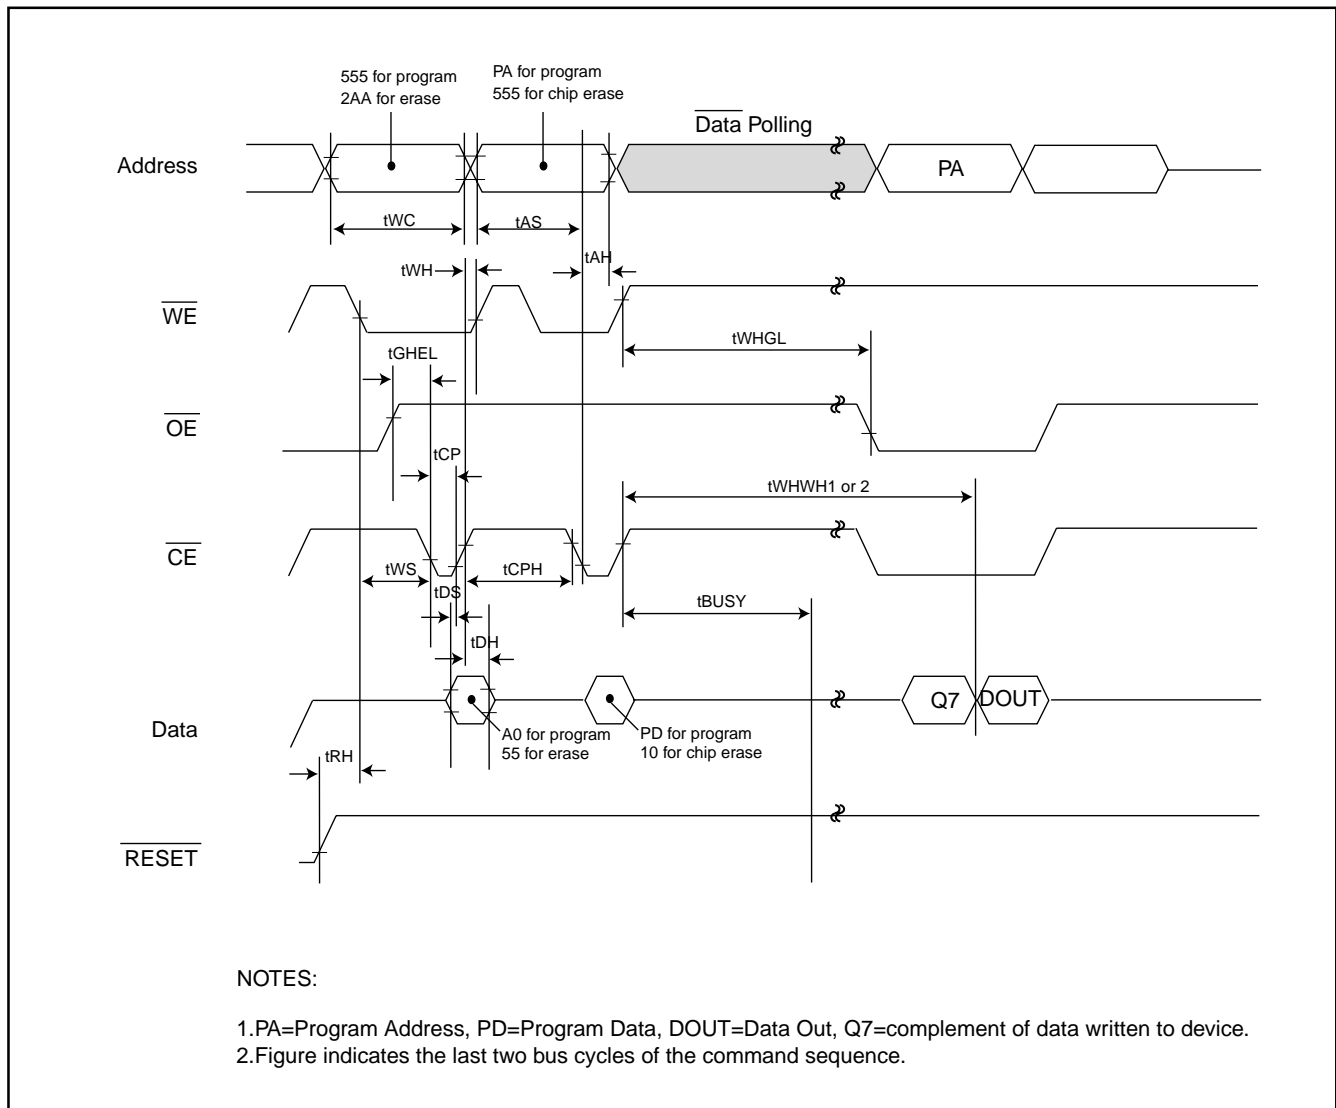 555 for program
2AA for erase
PA for program
555 for chip erase
Data Polling
Address
PA
tWC
tAS
tAH
tWH
WE
tWHGL
tGHEL
OE
tCP
tWHWH1 or 2
CE
tWS
tCPH
tDS
tBUSY
tDH
Q7
DOUT
Data
A0 for program
55 for erase
PD for program
10 for chip erase
tRH
RESET
NOTES:
1.PA=Program Address, PD=Program Data, DOUT=Data Out, Q7=complement of data written to device.
2.Figure indicates the last two bus cycles of the command sequence.